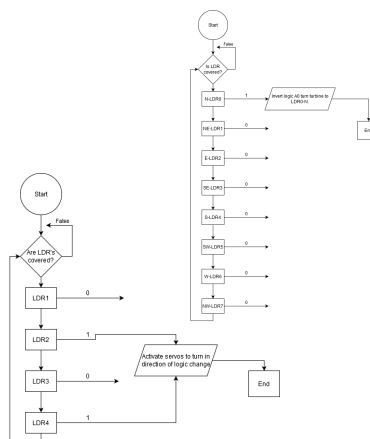 Start
False
Is LDR
covered?
N-LDR0
1
Invert logic A0 turn turbine to
LDR0-N.
NE-LDR1
0
E-LDR2
0
SE-LDR3
0
S-LDR4
0
SW-LDR5
0
W-LDR6
0
NW-LDR7
0
Start
False
Are LDR's
covered?
LDR1
0
LDR2
1
Activate servos to turn in
direction of logic change
LDR3
0
End
LDR4
1